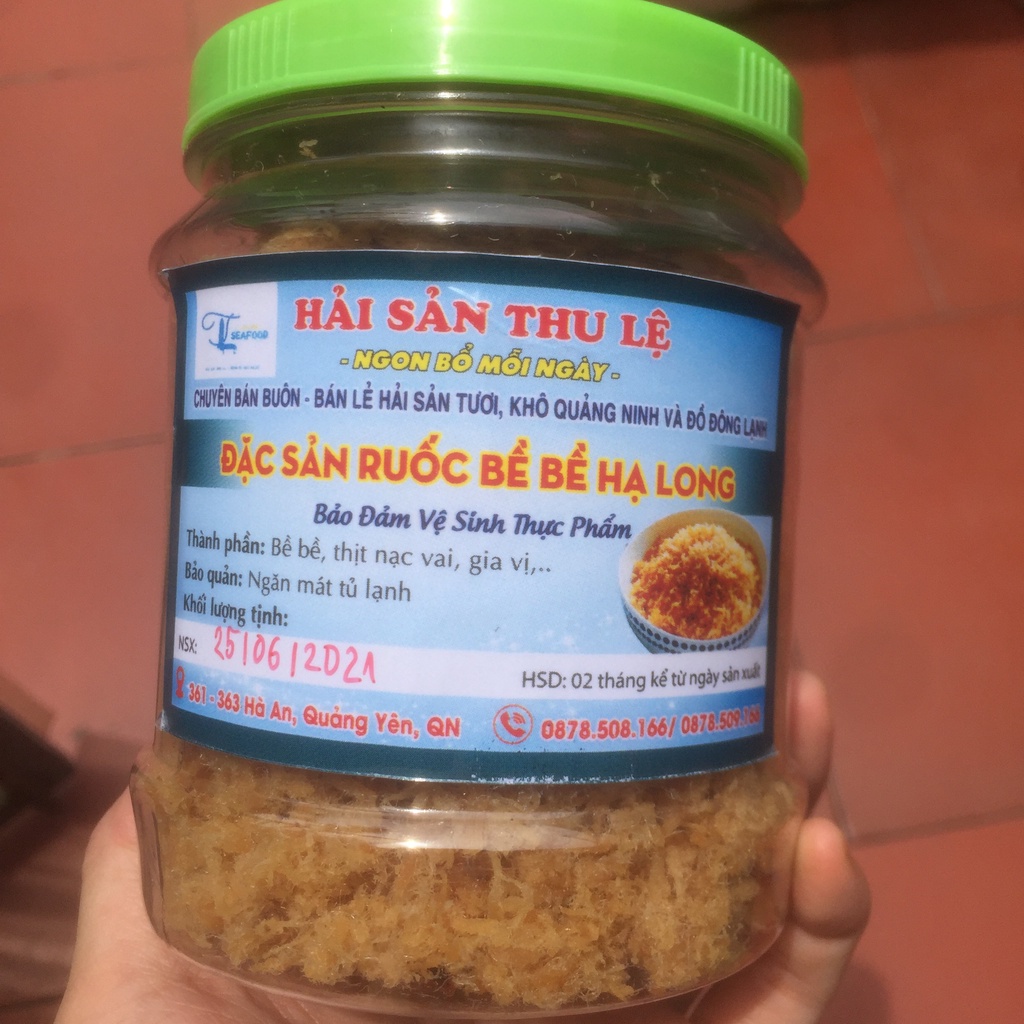 SEAFOOD
HẢI SẢN THU LỆ
- NGON BỔ MỖI NGÀY -
CHUYÊN BÁN BUÔN - BÁN LẺ HẢI SẢN TƯƠI, KHÔ QUẢNG NINH VÀ ĐỒ ĐÔNG LẠNH
ĐẶC SẢN RUỐC BỀ BỀ HẠ LONG
Bảo Đảm Vệ Sinh Thực Phẩm
Thành phần: Bề bề, thịt nạc vai, gia vị,..
Bảo quản: Ngăn mát tủ lạnh
Khối lượng tịnh:
NSX: 25/06/2021
HSD: 02 tháng kể từ ngày sản xuất
361 - 363 Hà An, Quảng Yên, QN
0878.508.166/ 0878.509.166